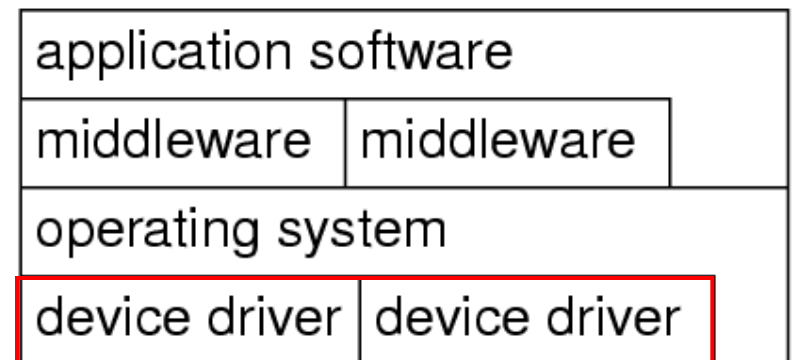 application software
middleware middleware
operating system
device driver device driver